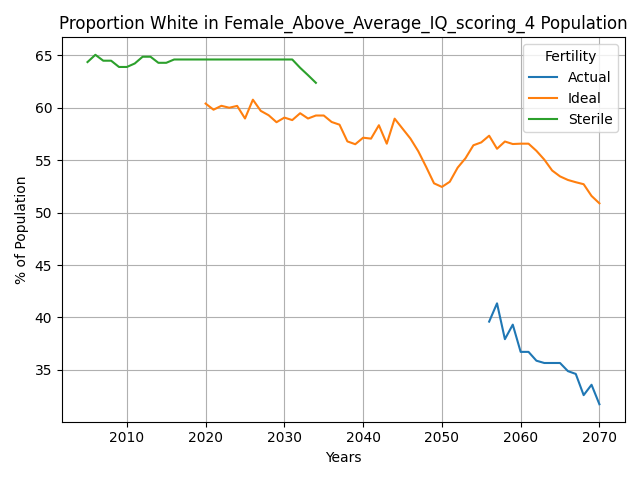 Proportion White in Female_Above_Average_IQ_scoring_4 Population
65
60
55
50
45
40
35
% of Population
Fertility
Actual
Ideal
Sterile
2010 2020 2030 2040 2050 2060 2070
Years